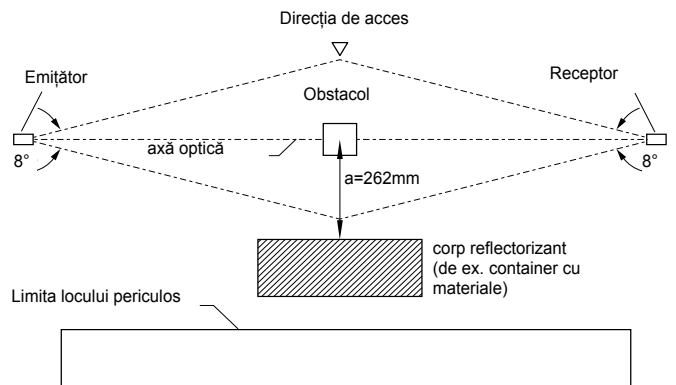 Direcția de acces
Emițător
Receptor
Obstacol
axă optică
8°
8°
a=262mm
corp reflectorizant
(de ex. container cu
materiale)
Limita locului periculos